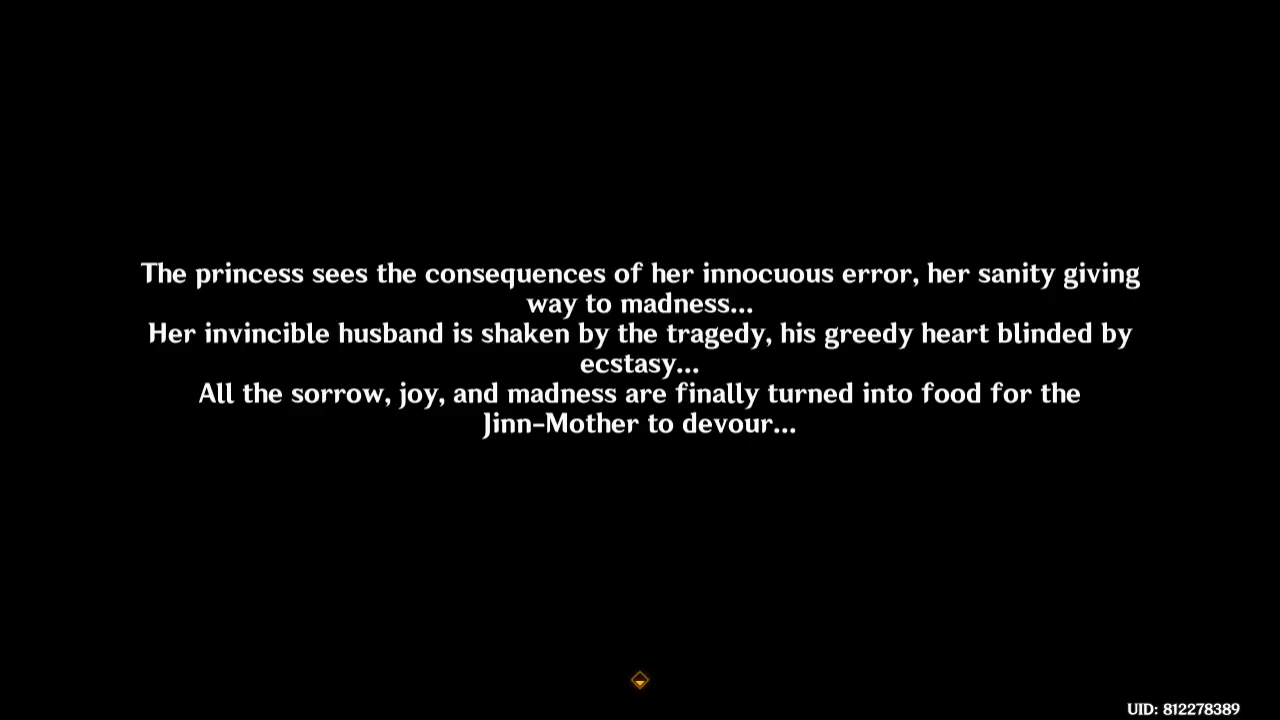 The princess sees the consequences of her innocuous error, her sanity giving
way to madness...
Her invincible husband is shaken by the tragedy, his greedy heart blinded by
ecstasy...
All the sorrow, joy, and madness are finally turned into food for the
Jinn-Mother to devour...
UID: 812278389